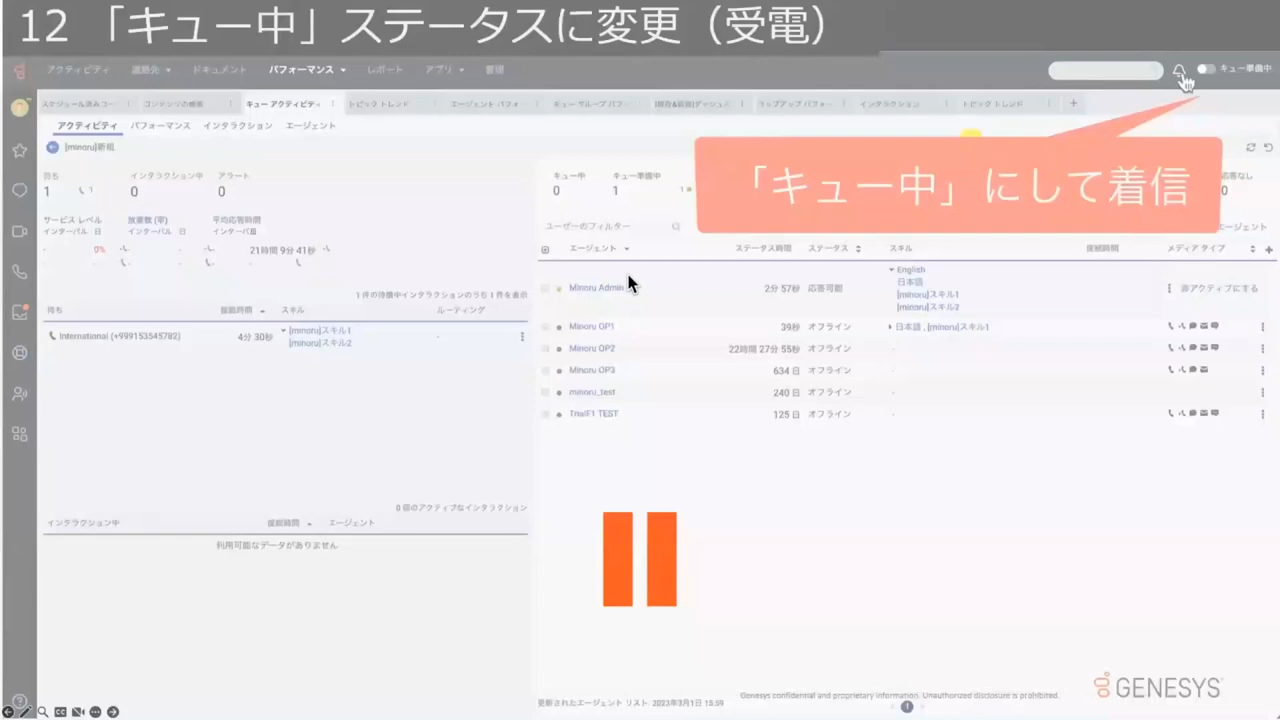 12 「キュー中」ステータスに変更（受電）
アクティビティ 連絡先 ドキュメント パフォーマンス レポート アプリ 管理
キュー準備中
コンテンツの検索 キュー アクティビティ トピック トレンド エージェント パフォー キュー グループ パフ ラップアップ パフォー インタラクション トピック トレンド +
アクティビティ パフォーマンス インタラクション エージェント
[minoru]新規
「キュー中」にして着信
待ち インタラクション中 アラート
1 1 0 0
キュー中 キュー準備中 応答なし
0 1 1 0
サービス レベル 放棄数 (率) 平均応答時間
インターバル 日 インターバル 日
0% 21時間 9分 41秒
1 件の待機中インタラクションのうち 1 件を表示
待ち 接続時間 スキル ルーティング
International (+999153545782) 4分 30秒 [minoru]スキル1
[minoru]スキル2
0 個のアクティブなインタラクション
インタラクション中 接続時間 エージェント
利用可能なデータがありません
ユーザーのフィルター
エージェント ステータス時間 ステータス スキル 接続時間 メディア タイプ
Minoru Admin 2分 57秒 応答可能 English 非アクティブにする
日本語
[minoru]スキル1
[minoru]スキル2
Minoru OP1 39秒 オフライン 日本語 , [minoru]スキル1
Minoru OP2 22時間 27分 55秒 オフライン -
Minoru OP3 634 日 オフライン -
minoru_test 240 日 オフライン -
TrialF1 TEST 125 日 オフライン -
更新されたエージェント リスト 2023年3月1日 15:59
Genesys confidential and proprietary information. Unauthorized disclosure is prohibited.
1
GENESYS